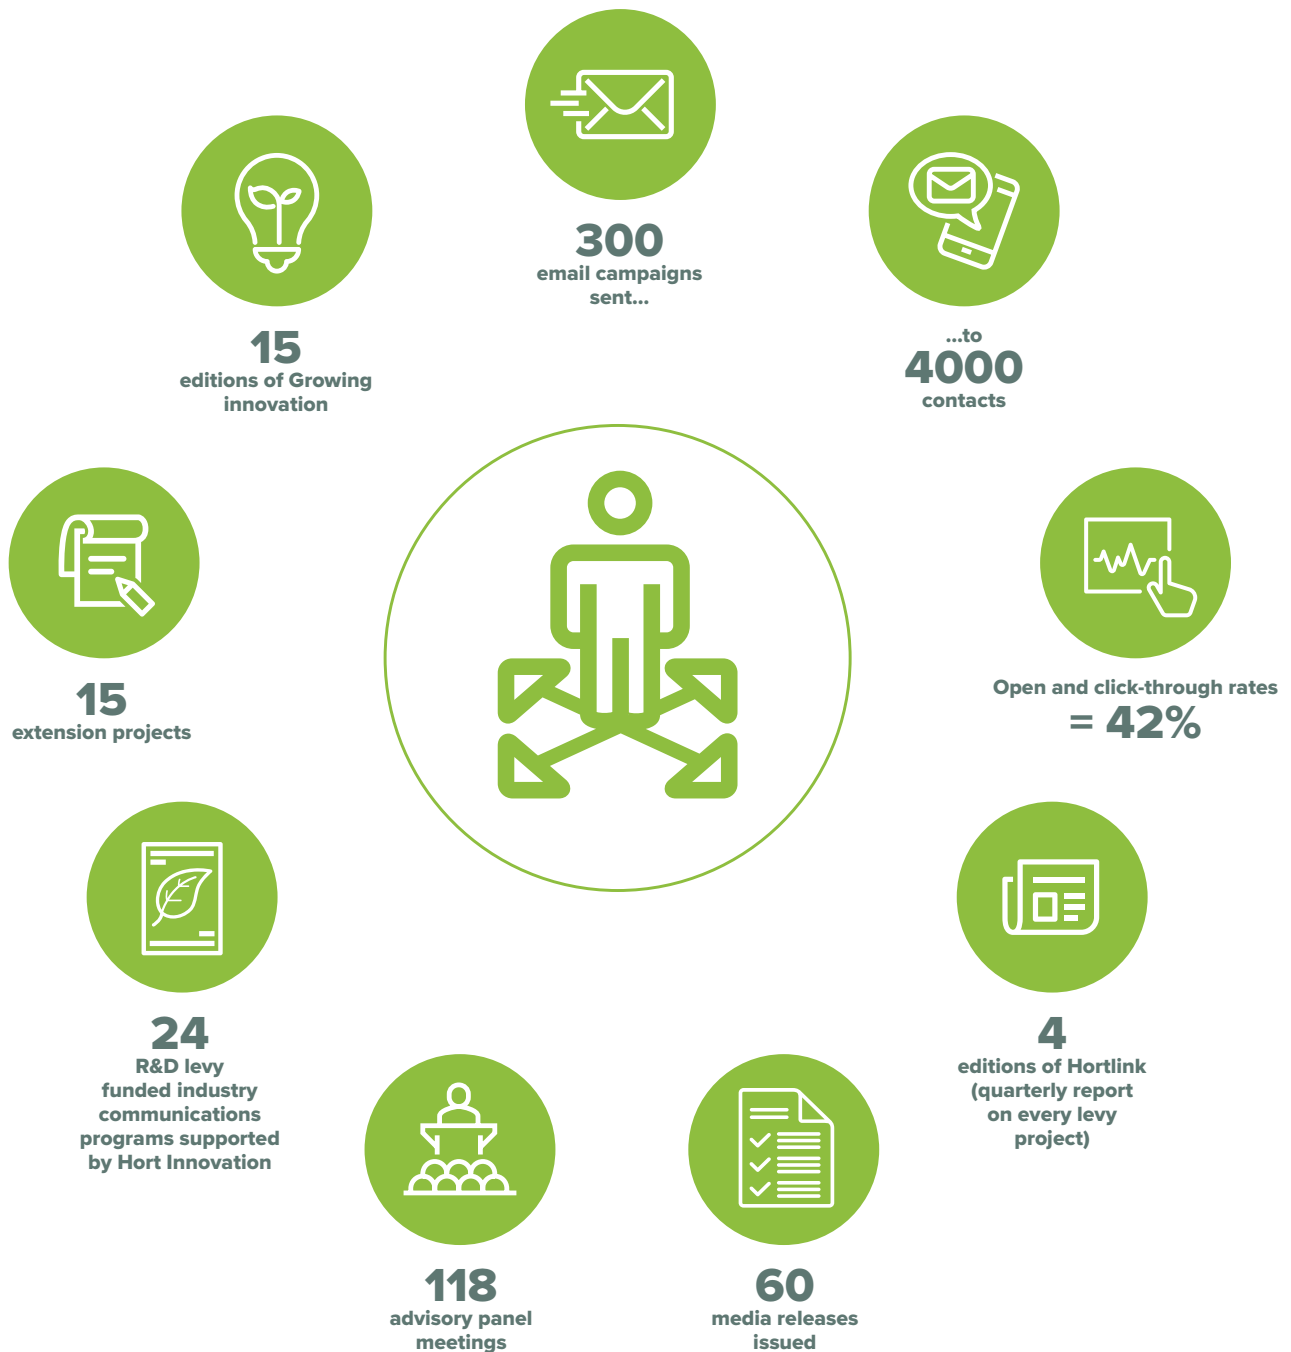 300
email campaigns
sent...
...to
4000
contacts
Open and click-through rates
= 42%
4
editions of Hortlink
(quarterly report
on every levy
project)
60
media releases
issued
118
advisory panel
meetings
24
R&D levy
funded industry
communications
programs supported
by Hort Innovation
15
extension projects
15
editions of Growing
innovation